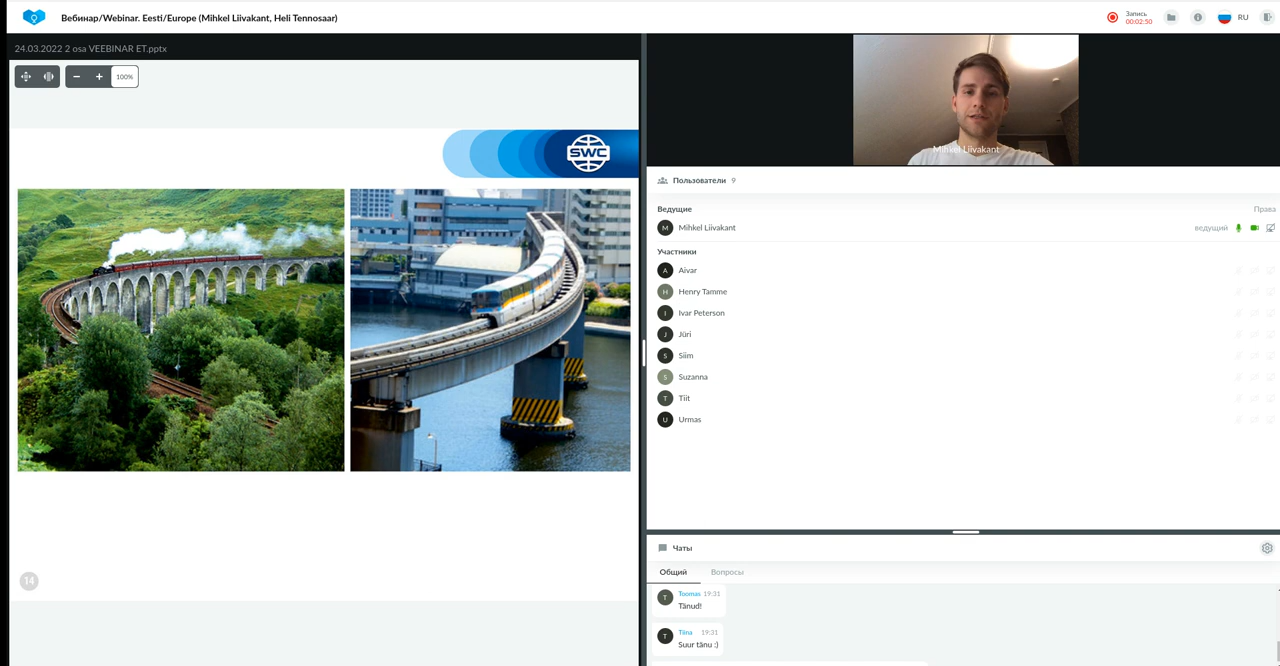 Вебинар/Webinar. Eesti/Europe (Mihkel Liivakant, Heli Tennosaar)
Запись
00:02:50
RU
24.03.2022 2 osa VEEBINAR ET.pptx
100%
SWC
14
Mihkel Liivakant
Пользователи 9
Ведущие
Права
M Mihkel Liivakant
ведущий
Участники
A Aivar
H Henry Tamme
I Ivar Peterson
J Jüri
S Siim
S Suzanna
T Tiit
U Urmas
Чаты
Общий
Вопросы
T Toomas 19:31
Tänud!
T Tiina 19:31
Suur tänu :)